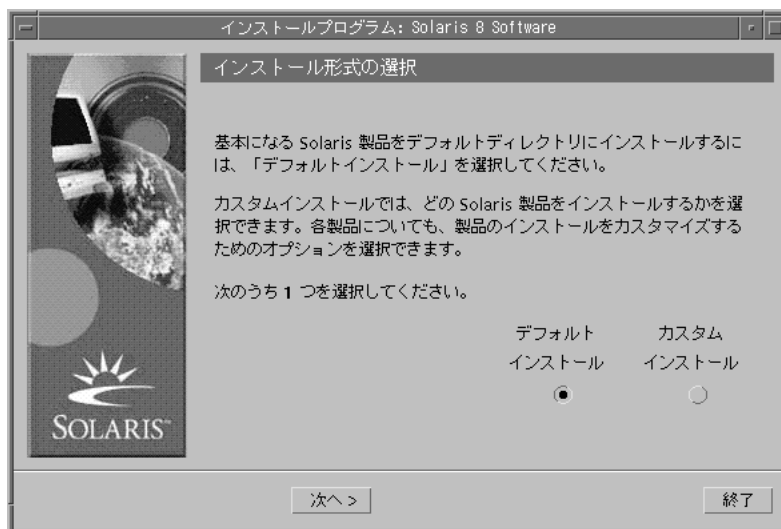 インストールプログラム: Solaris 8 Software
インストール形式の選択
基本になる Solaris 製品をデフォルトディレクトリにインストールするに
は、「デフォルトインストール」を選択してください。
カスタムインストールでは、どの Solaris 製品をインストールするかを選
択できます。各製品についても、製品のインストールをカスタマイズする
ためのオプションを選択できます。
次のうち 1 つを選択してください。
デフォルト カスタム
インストール インストール
SOLARIS™
次へ >
終了